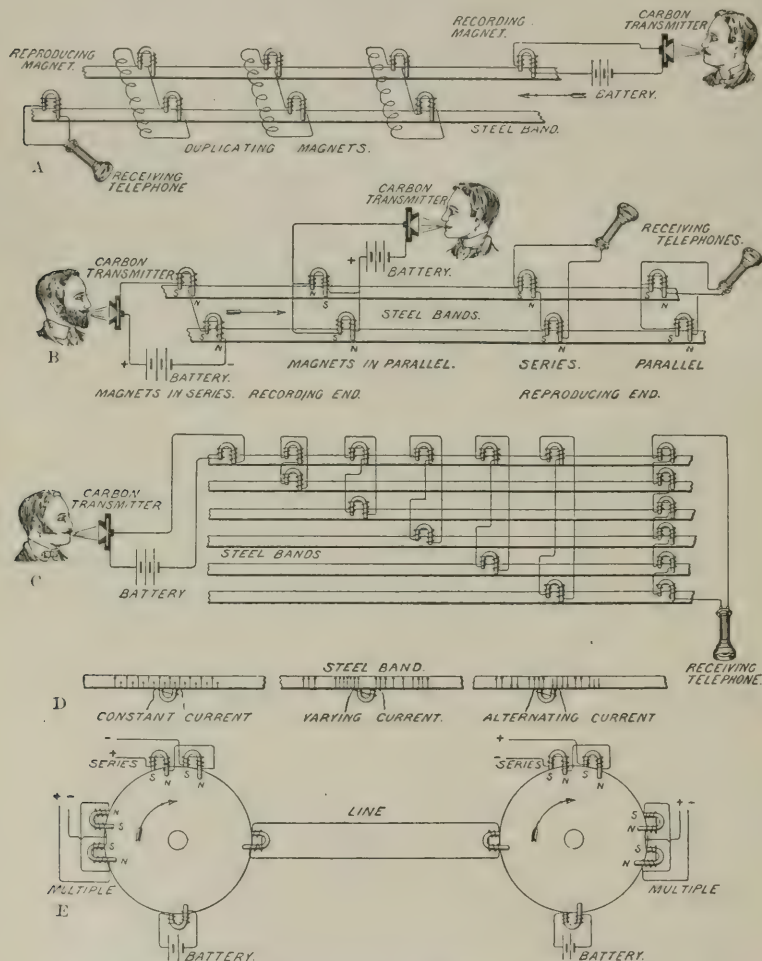 RECORDING
MAGNET.
CARBON
TRANSMITTER
REPRODUCING
MAGNET.
BATTERY.
STEEL BAND.
DUPLICATING MAGNETS.
A
RECEIVING
TELEPHONE
CARBON
TRANSMITTER
RECEIVING
TELEPHONES.
CARBON
TRANSMITTER
+
BATTERY.
S N
N S
S N
N S
STEEL BANDS.
B
S N
N
S N
S N
+ BATTERY. -
MAGNETS IN PARALLEL.
SERIES.
PARALLEL
MAGNETS IN SERIES. RECORDING END.
REPRODUCING END.
CARBON
TRANSMITTER
STEEL BANDS
C
BATTERY
RECEIVING
TELEPHONE.
STEEL BAND.
D
CONSTANT CURRENT
VARYING CURRENT.
ALTERNATING CURRENT
-
+
SERIES
S N
N
+
-
SERIES
S N
N
+ -
N
S
S
N
LINE
S
N
S
N
+ -
MULTIPLE
MULTIPLE
E
BATTERY.
BATTERY.